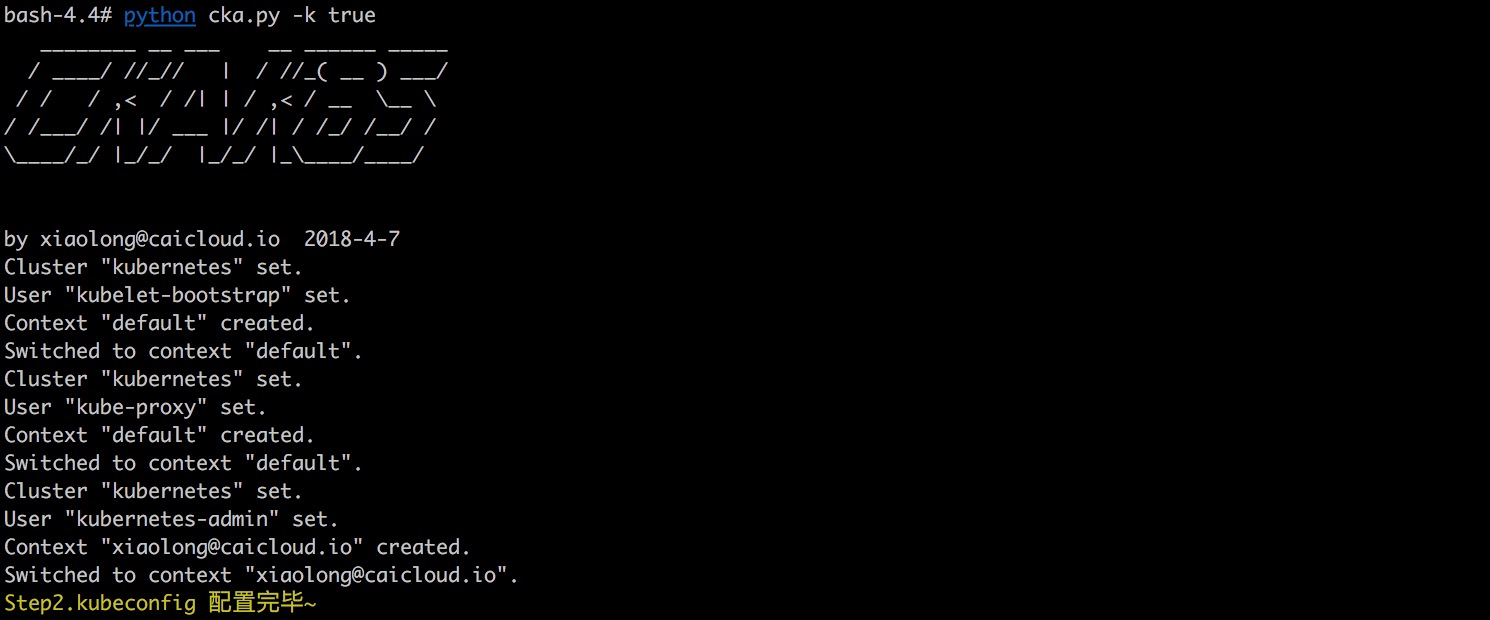 bash-4.4# python cka.py -k true
   ________ __ ___    __ ______ _____
  / ____/ //_//   |  / //_( __ ) ___/
 / /   / ,<  / /| | / ,< / __  \__ \
/ /___/ /| |/ ___ |/ /| / /_/ /__/ /
\____/_/ |_/_/  |_/_/ |_\____/____/
by xiaolong@caicloud.io  2018-4-7
Cluster "kubernetes" set.
User "kubelet-bootstrap" set.
Context "default" created.
Switched to context "default".
Cluster "kubernetes" set.
User "kube-proxy" set.
Context "default" created.
Switched to context "default".
Cluster "kubernetes" set.
User "kubernetes-admin" set.
Context "xiaolong@caicloud.io" created.
Switched to context "xiaolong@caicloud.io".
Step2.kubeconfig 配置完毕~